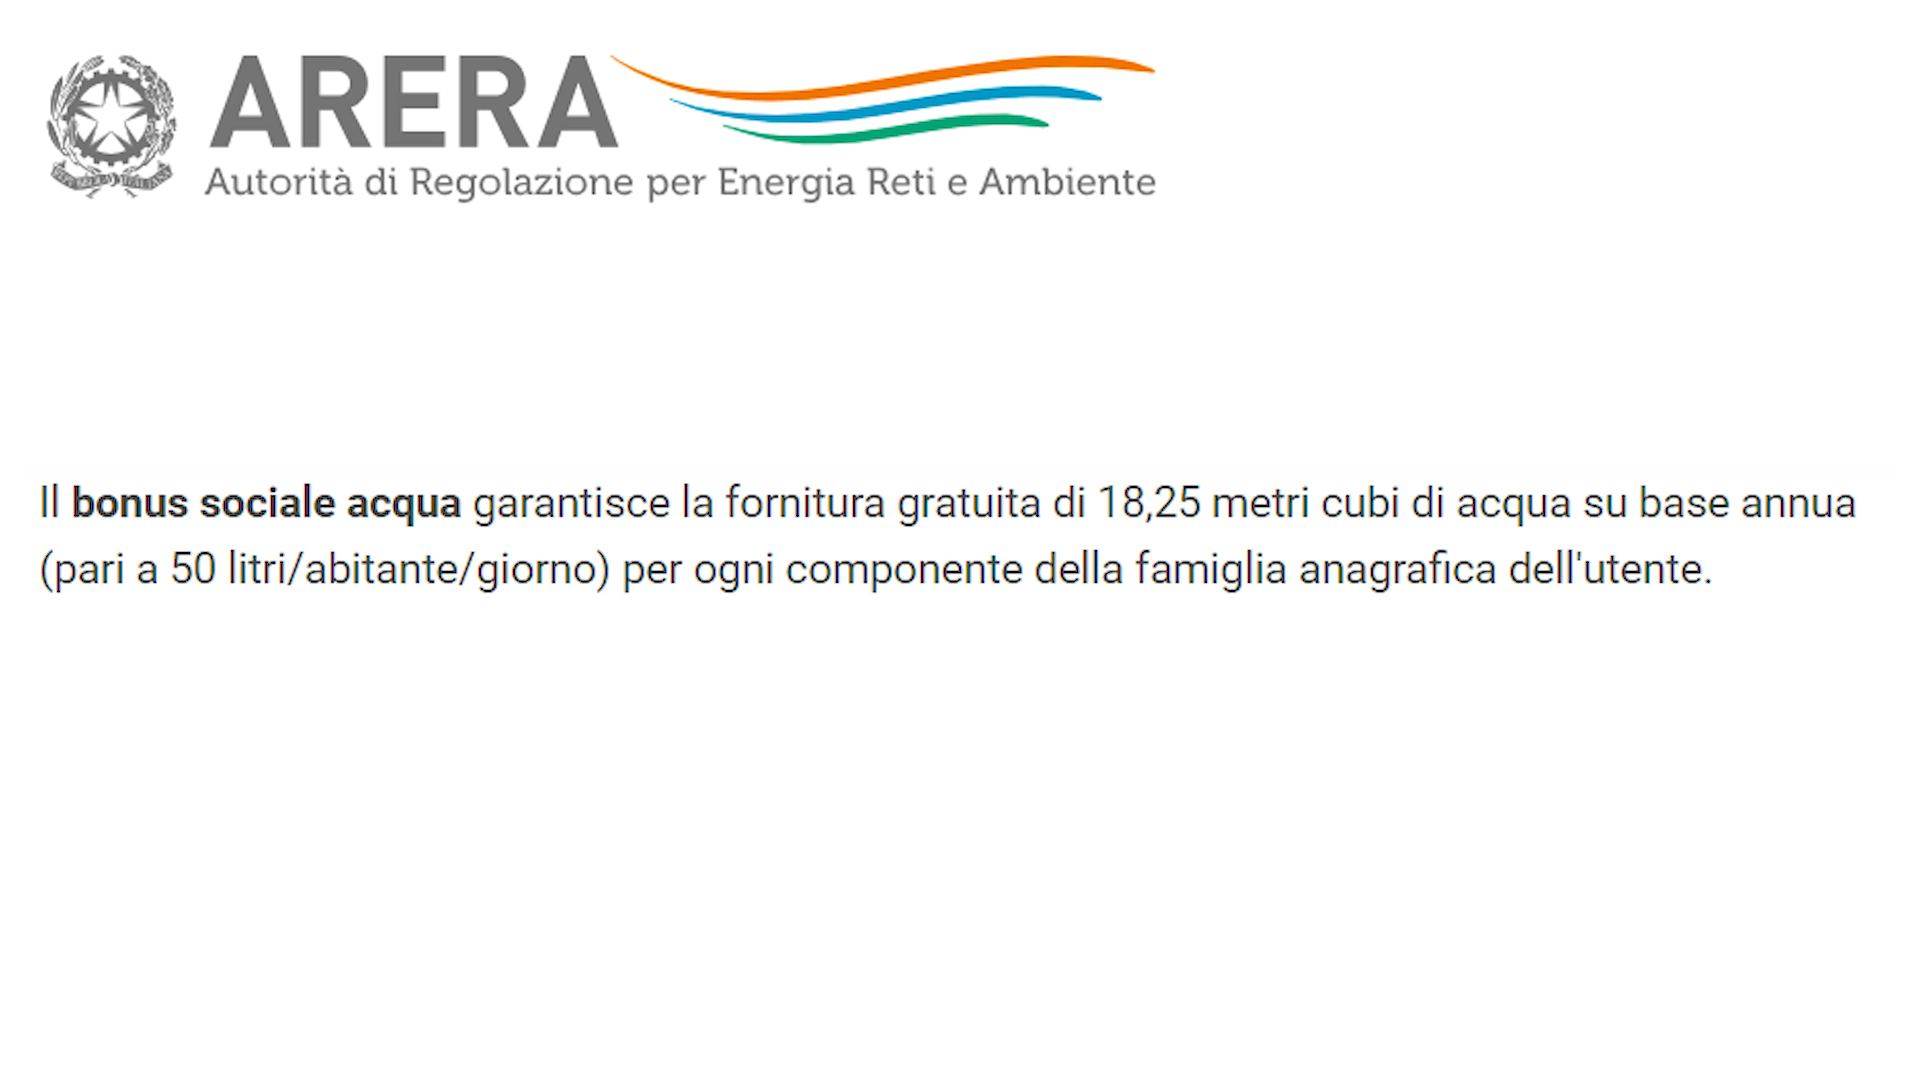 ARERA
Autorità di Regolazione per Energia Reti e Ambiente
Il bonus sociale acqua garantisce la fornitura gratuita di 18,25 metri cubi di acqua su base annua
(pari a 50 litri/abitante/giorno) per ogni componente della famiglia anagrafica dell'utente.